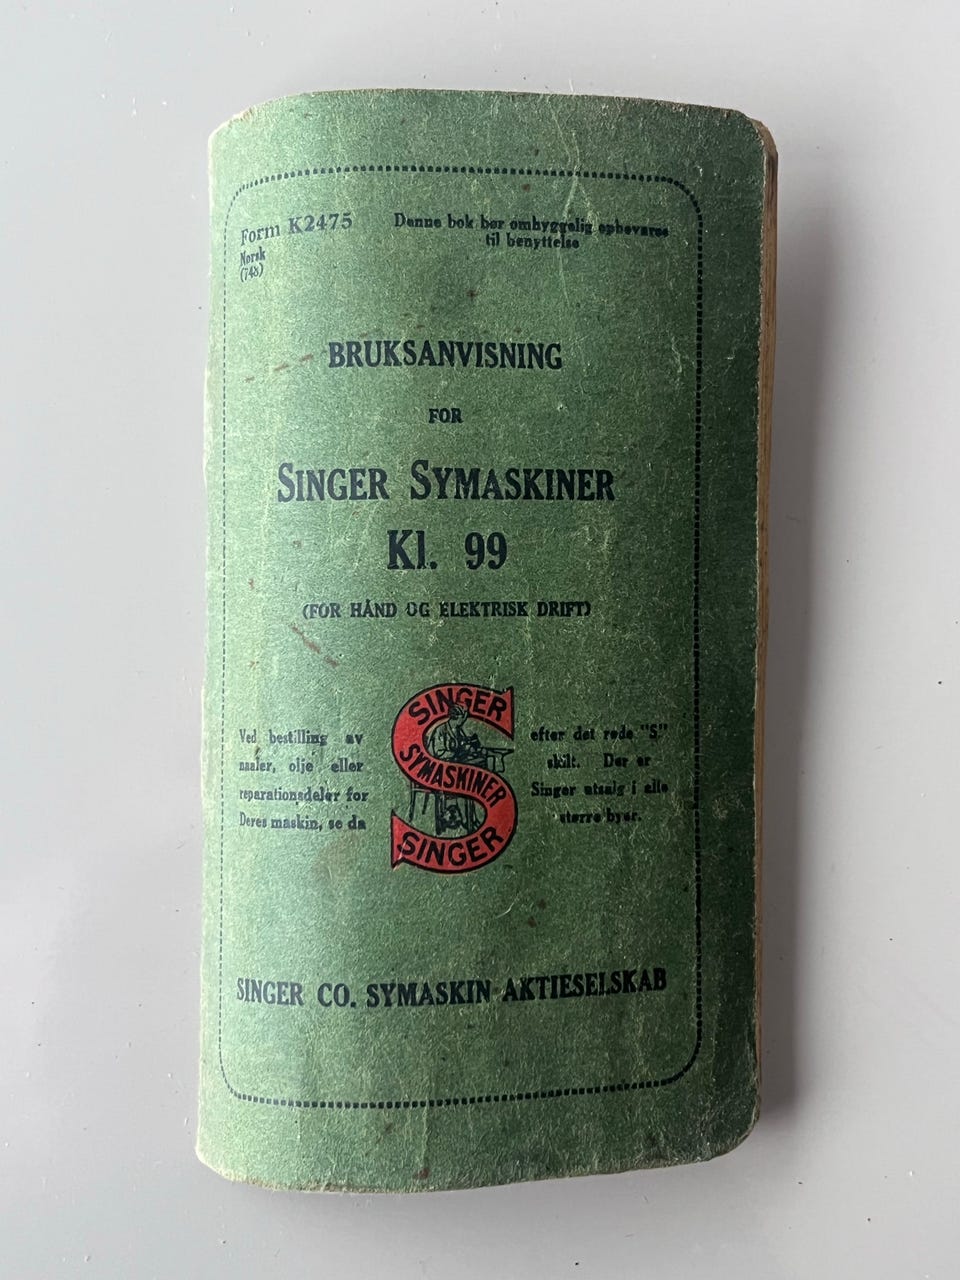 Form K2475
Norsk
(748)
Denne bok bør omhyggelig opbevares
til benyttelse
BRUKSANVISNING
FOR
SINGER SYMASKINER
Kl. 99
(FOR HÅND OG ELEKTRISK DRIFT)
SINGER
SYMASKINER
SINGER
Ved bestilling av
naaler, olje eller
reparationsdeler for
Deres maskin, se da
efter det røde "S"
skilt. Der er
Singer utsalg i alle
større byer.
SINGER CO. SYMASKIN AKTIESELSKAB